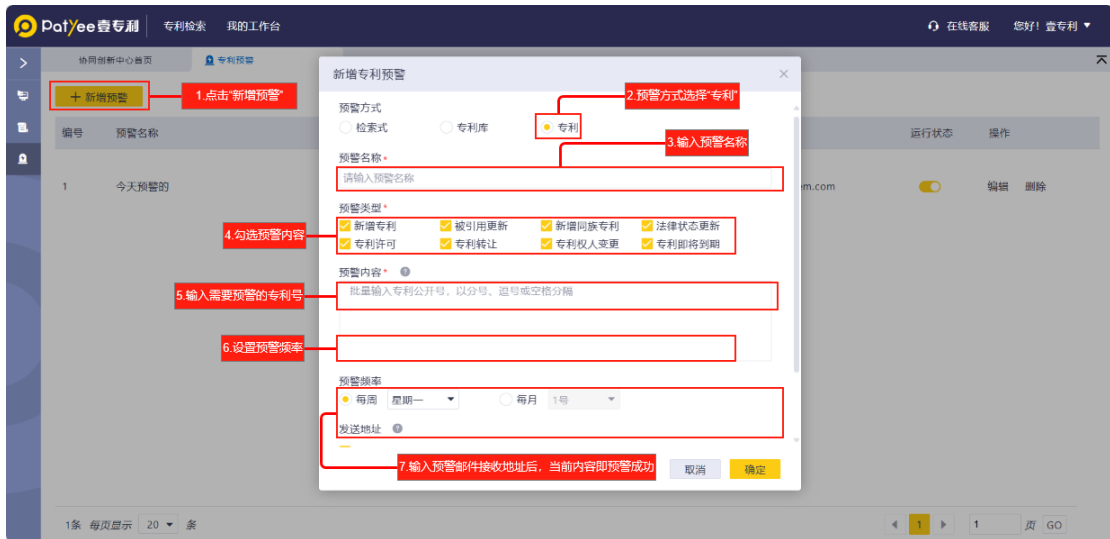 PatYee壹专利 专利检索 我的工作台 在线客服 您好！壹专利
协同创新中心首页 专利预警
新增预警
1.点击"新增预警"
编号 预警名称 运行状态 操作
1 今天预警的 em.com 编辑 删除
新增专利预警
预警方式
2.预警方式选择"专利"
检索式 专利库 专利
3.输入预警名称
预警名称*
请输入预警名称
预警类型*
4.勾选预警内容
新增专利 被引用更新 新增同族专利 法律状态更新
专利许可 专利转让 专利权人变更 专利即将到期
预警内容*
5.输入需要预警的专利号
批量输入专利公开号，以分号、逗号或空格分隔
6.设置预警频率
预警频率
每周 星期一 每月 1号
发送地址
7.输入预警邮件接收地址后，当前内容即预警成功
取消 确定
1条 每页显示 20 条 1 1 页 GO